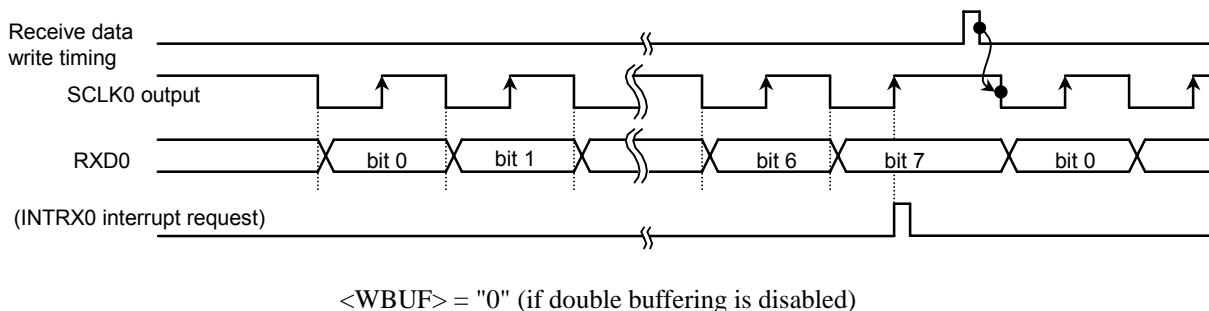 Receive data
write timing
SCLK0 output
RXD0
bit 0
bit 1
bit 6
bit 7
bit 0
(INTRX0 interrupt request)
<WBUF> = "0" (if double buffering is disabled)